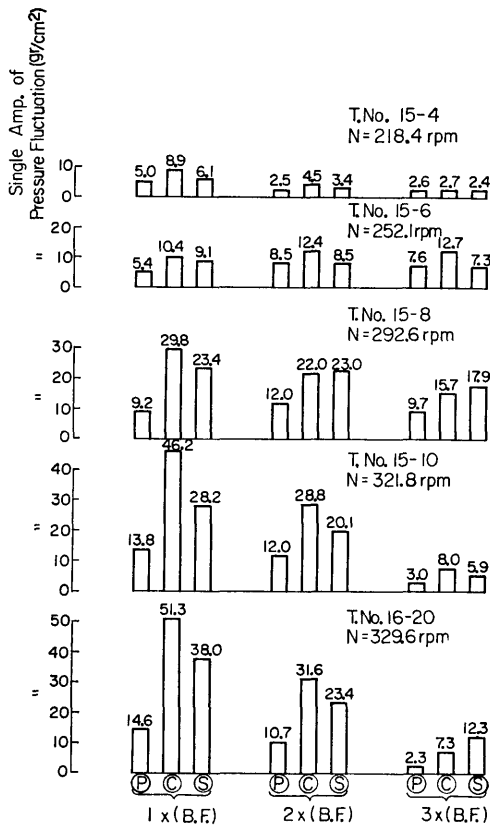 Single Amp. of
Pressure Fluctuation (gr/cm2)
T.No. 15-4
N=218.4 rpm
10
0
5.0 8.9 6.1
2.5 4.5 3.4
2.6 2.7 2.4
T.No. 15-6
N=252.1rpm
"
20
10
0
5.4 10.4 9.1
8.5 12.4 8.5
7.6 12.7 7.3
T.No. 15-8
N=292.6 rpm
"
30
20
10
0
9.2 29.8 23.4
12.0 22.0 23.0
9.7 15.7 17.9
T.No. 15-10
N=321.8 rpm
"
40
30
20
10
0
13.8 46.2 28.2
12.0 28.8 20.1
3.0 8.0 5.9
T.No. 16-20
N=329.6 rpm
"
50
40
30
20
10
0
14.6 51.3 38.0
10.7 31.6 23.4
2.3 7.3 12.3
P C S P C S P C S
1 x (B.F.) 2 x (B.F.) 3 x (B.F.)